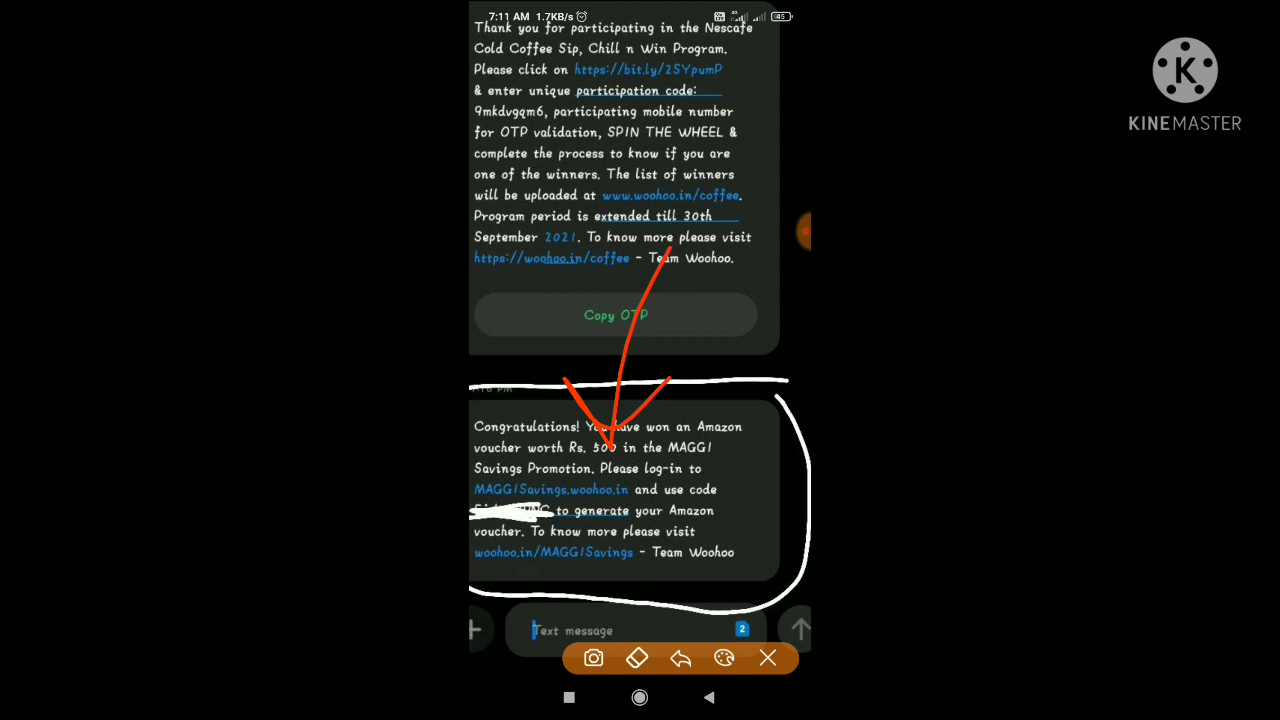 7:11 AM 1.7KB/s
45
Thank you for participating in the Nescafe
Cold Coffee Sip, Chill n Win Program.
Please click on https://bit.ly/2SYpumP
& enter unique participation code:
9mkdvgqm6, participating mobile number
for OTP validation, SPIN THE WHEEL &
complete the process to know if you are
one of the winners. The list of winners
will be uploaded at www.woohoo.in/coffee.
Program period is extended till 30th
September 2021. To know more please visit
https://woohoo.in/coffee - Team Woohoo.
Copy OTP
Congratulations! You have won an Amazon
voucher worth Rs. 500 in the MAGGI
Savings Promotion. Please log-in to
MAGGISavings.woohoo.in and use code
to generate your Amazon
voucher. To know more please visit
woohoo.in/MAGGISavings - Team Woohoo
Text message
2
K
KINEMASTER